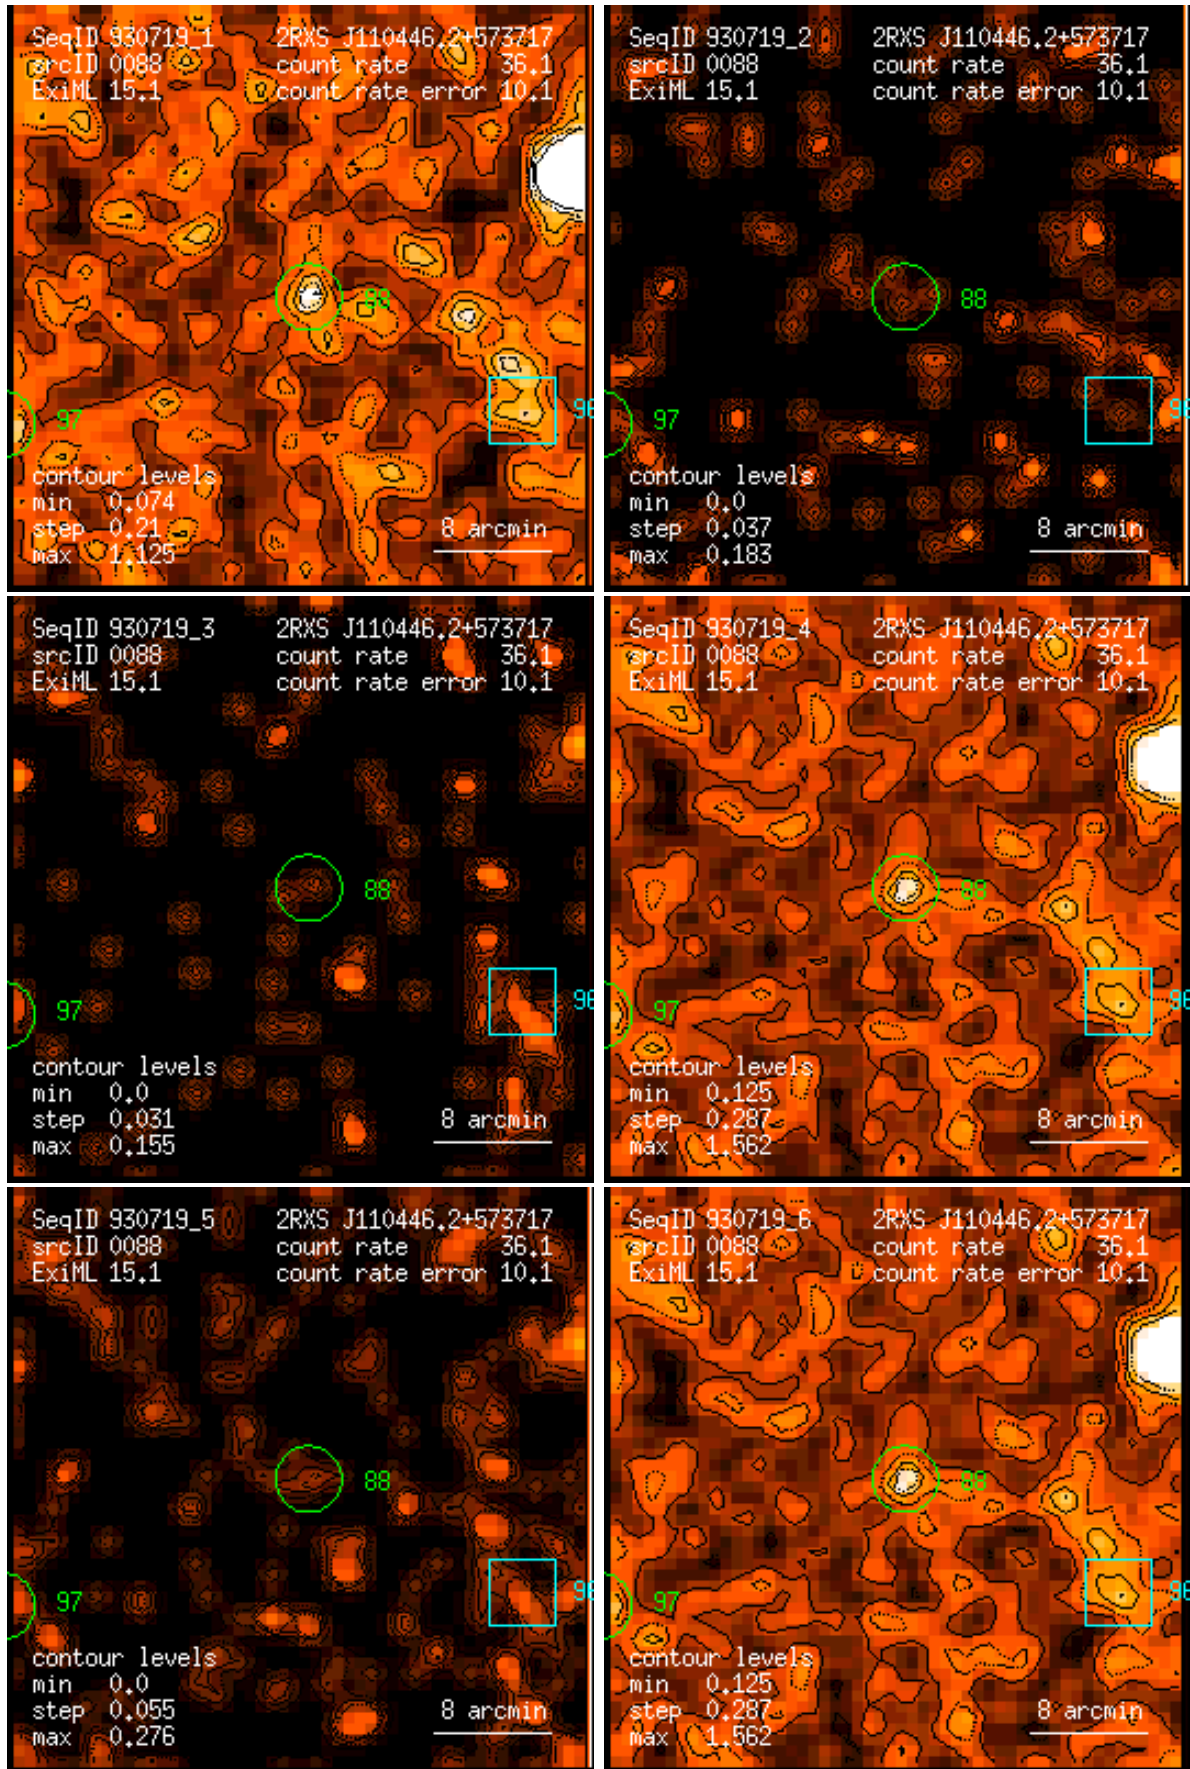 SeqID 930719_1 2RXS J110446.2+573717
srcID 0088 count rate 36.1
ExiML 15.1 count rate error 10.1
88
97
96
contour levels
min 0.074
step 0.21 8 arcmin
max 1.125
SeqID 930719_2 2RXS J110446.2+573717
srcID 0088 count rate 36.1
ExiML 15.1 count rate error 10.1
88
97
96
contour levels
min 0.0
step 0.037 8 arcmin
max 0.183
SeqID 930719_3 2RXS J110446.2+573717
srcID 0088 count rate 36.1
ExiML 15.1 count rate error 10.1
88
97
96
contour levels
min 0.0
step 0.031 8 arcmin
max 0.155
SeqID 930719_4 2RXS J110446.2+573717
srcID 0088 count rate 36.1
ExiML 15.1 count rate error 10.1
88
97
96
contour levels
min 0.125
step 0.287 8 arcmin
max 1.562
SeqID 930719_5 2RXS J110446.2+573717
srcID 0088 count rate 36.1
ExiML 15.1 count rate error 10.1
88
97
96
contour levels
min 0.0
step 0.055 8 arcmin
max 0.276
SeqID 930719_6 2RXS J110446.2+573717
srcID 0088 count rate 36.1
ExiML 15.1 count rate error 10.1
88
97
96
contour levels
min 0.125
step 0.287 8 arcmin
max 1.562